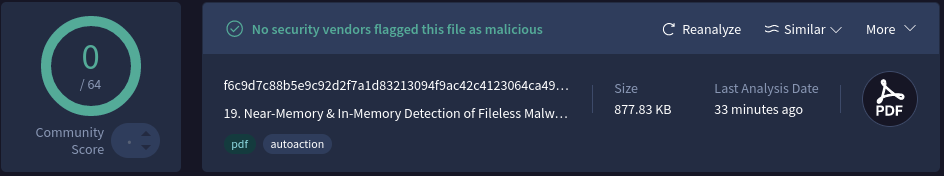 0
/ 64
Community
Score
No security vendors flagged this file as malicious
Reanalyze
Similar
More
f6c9d7c88b5e9c92d2f7a1d83213094f9ac42c4123064ca49...
19. Near-Memory & In-Memory Detection of Fileless Malw...
pdf
autoaction
Size
877.83 KB
Last Analysis Date
33 minutes ago
PDF